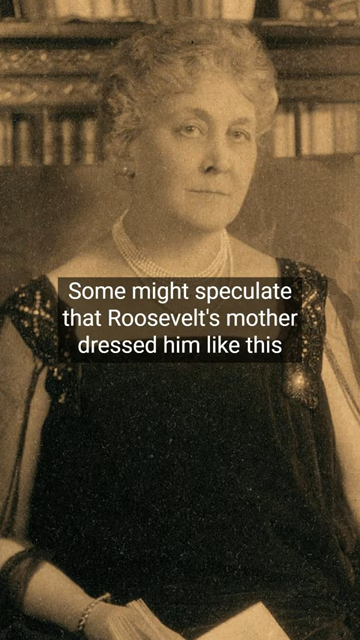 Some might speculate
that Roosevelt's mother
dressed him like this